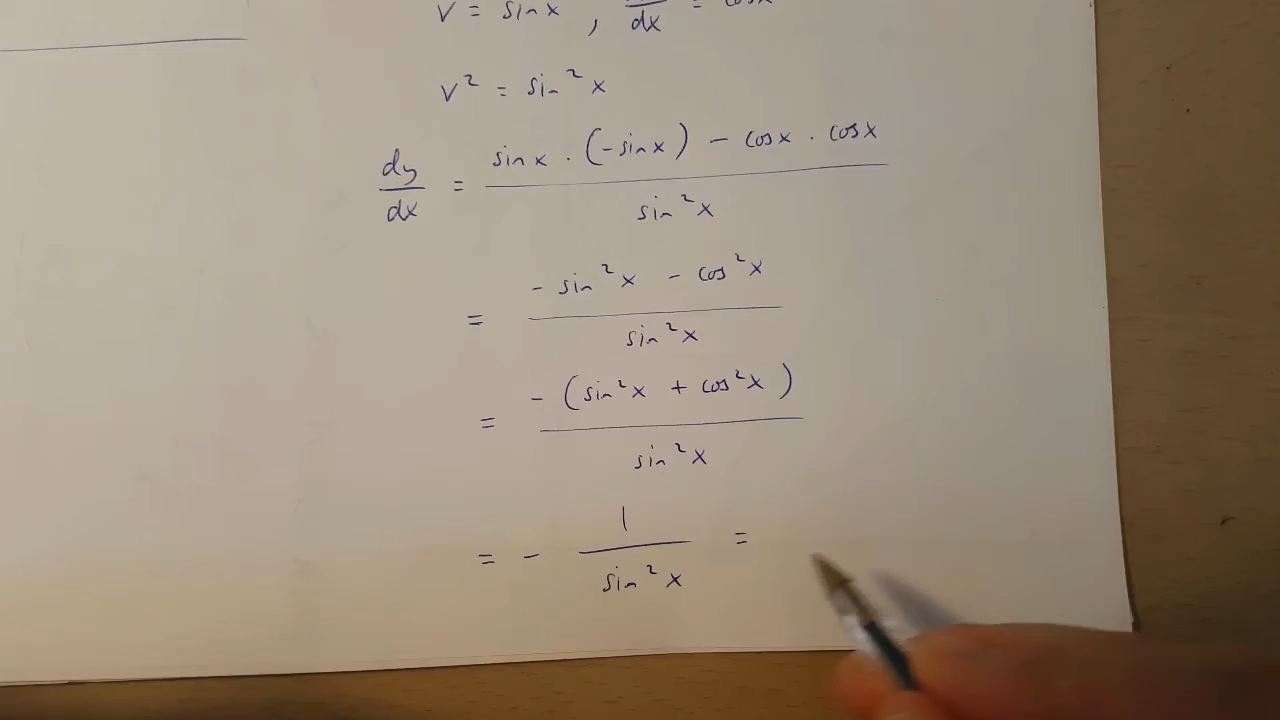 v = sin x , dx = cos x
v² = sin² x
dy/dx = (sin x . (-sin x) - cos x . cos x) / sin² x
= (- sin² x - cos² x) / sin² x
= - (sin² x + cos² x) / sin² x
= - 1 / sin² x =